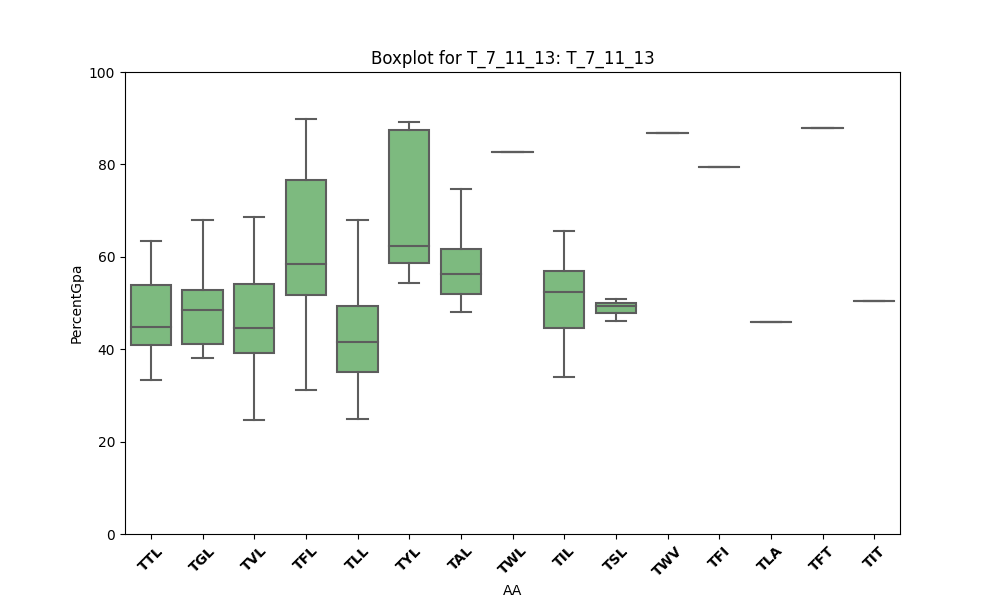 Boxplot for T_7_11_13: T_7_11_13
100
80
60
40
20
0
PercentGpa
TTL TGL TVL TFL TLL TYL TAL TWL TIL TSL TWV TFI TLA TFT TIT
AA